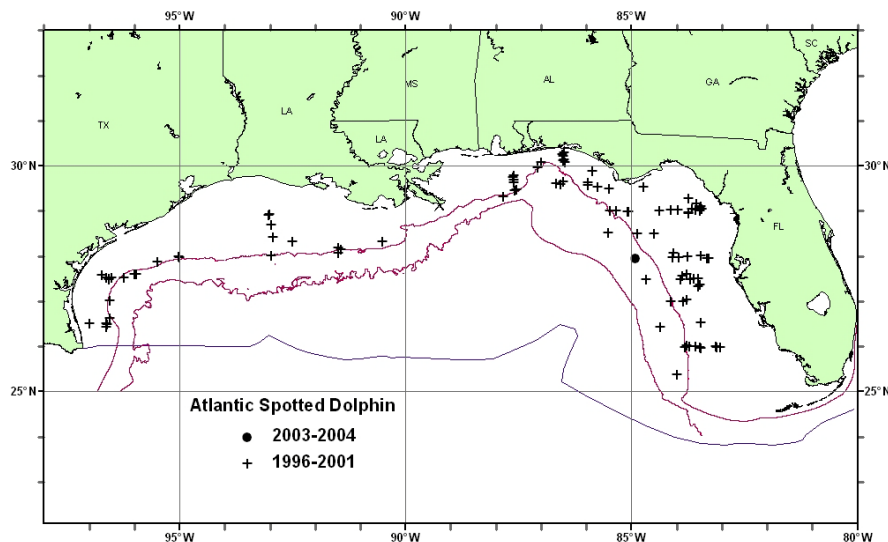 95°W 90°W 85°W 80°W
SC
AL
GA
MS
LA
TX
LA
30°N 30°N
FL
25°N 25°N
Atlantic Spotted Dolphin
2003-2004
1996-2001
95°W 90°W 85°W 80°W